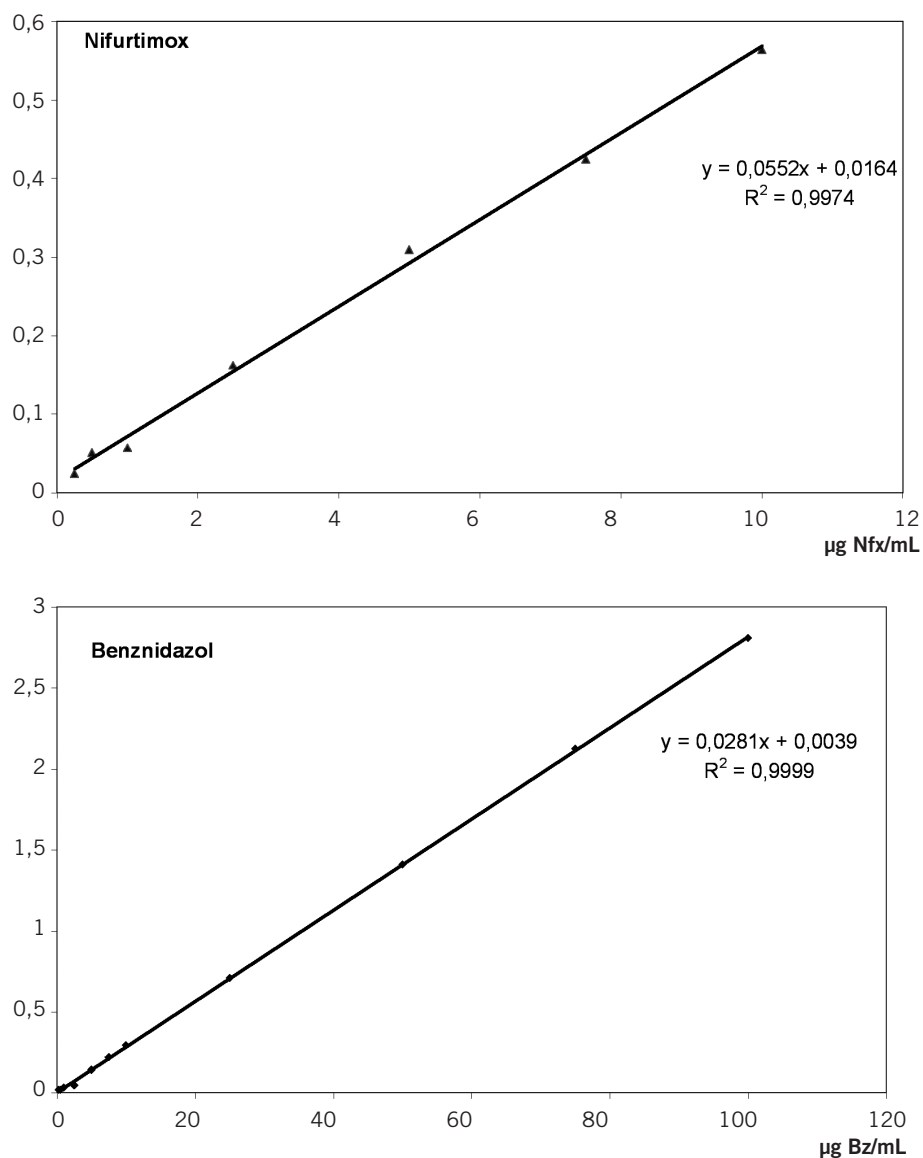 0,6
Nifurtimox
0,5
0,4
y = 0,0552x + 0,0164
R² = 0,9974
0,3
0,2
0,1
0
0 2 4 6 8 10 12
µg Nfx/mL
3
Benznidazol
2,5
y = 0,0281x + 0,0039
R² = 0,9999
2
1,5
1
0,5
0
0 20 40 60 80 100 120
µg Bz/mL